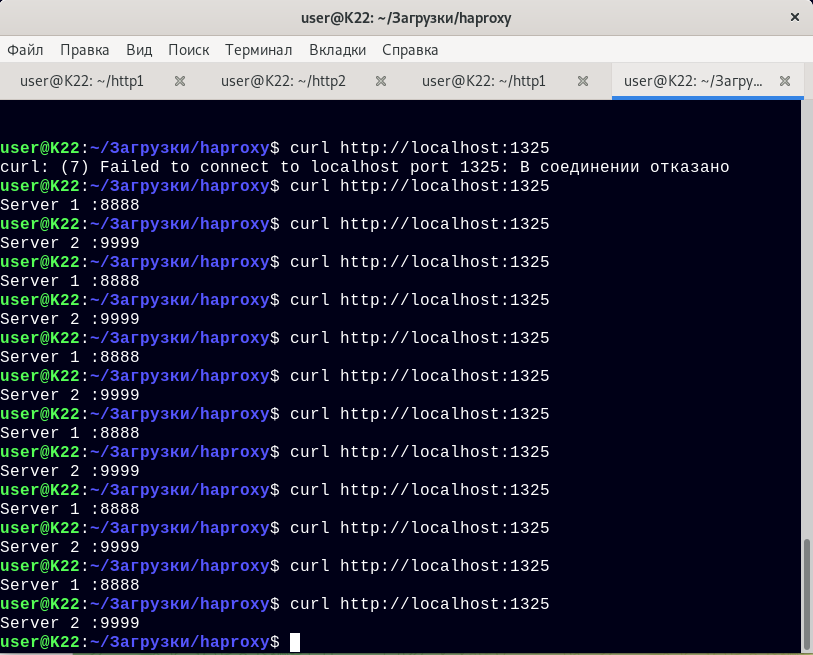 user@K22: ~/Загрузки/haproxy
Файл Правка Вид Поиск Терминал Вкладки Справка
user@K22: ~/http1 user@K22: ~/http2 user@K22: ~/http1 user@K22: ~/Загру...
user@K22:~/Загрузки/haproxy$ curl http://localhost:1325
curl: (7) Failed to connect to localhost port 1325: В соединении отказано
user@K22:~/Загрузки/haproxy$ curl http://localhost:1325
Server 1 :8888
user@K22:~/Загрузки/haproxy$ curl http://localhost:1325
Server 2 :9999
user@K22:~/Загрузки/haproxy$ curl http://localhost:1325
Server 1 :8888
user@K22:~/Загрузки/haproxy$ curl http://localhost:1325
Server 2 :9999
user@K22:~/Загрузки/haproxy$ curl http://localhost:1325
Server 1 :8888
user@K22:~/Загрузки/haproxy$ curl http://localhost:1325
Server 2 :9999
user@K22:~/Загрузки/haproxy$ curl http://localhost:1325
Server 1 :8888
user@K22:~/Загрузки/haproxy$ curl http://localhost:1325
Server 2 :9999
user@K22:~/Загрузки/haproxy$ curl http://localhost:1325
Server 1 :8888
user@K22:~/Загрузки/haproxy$ curl http://localhost:1325
Server 2 :9999
user@K22:~/Загрузки/haproxy$ curl http://localhost:1325
Server 1 :8888
user@K22:~/Загрузки/haproxy$ curl http://localhost:1325
Server 2 :9999
user@K22:~/Загрузки/haproxy$